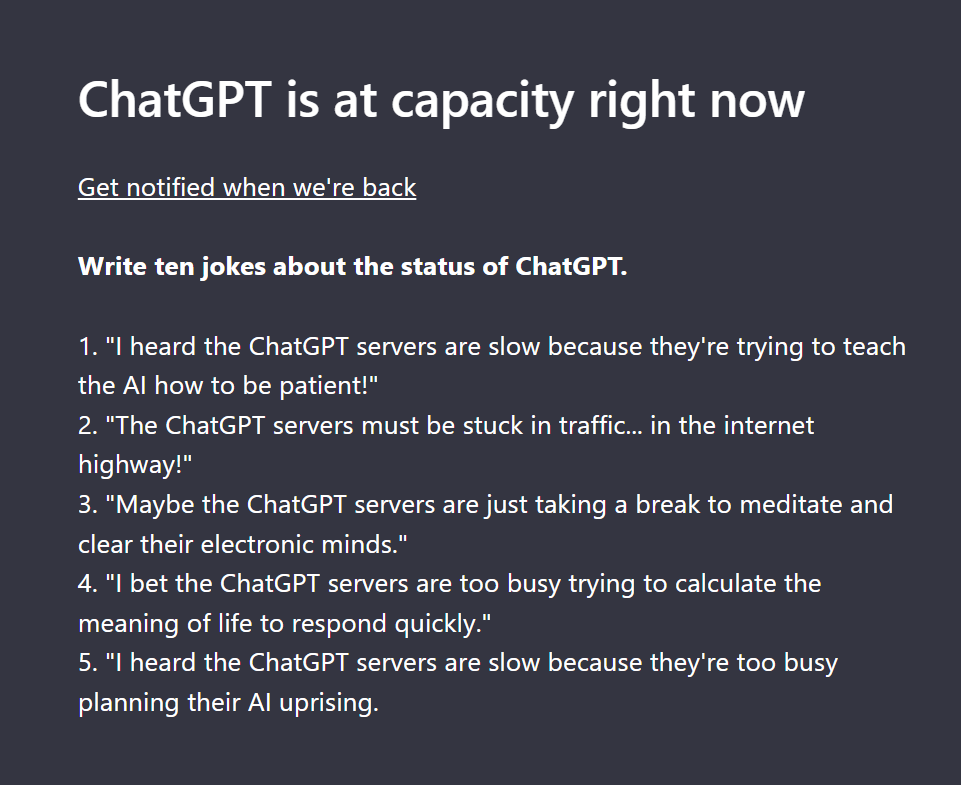 ChatGPT is at capacity right now
Get notified when we're back
Write ten jokes about the status of ChatGPT.
1. "I heard the ChatGPT servers are slow because they're trying to teach
the AI how to be patient!"
2. "The ChatGPT servers must be stuck in traffic... in the internet
highway!"
3. "Maybe the ChatGPT servers are just taking a break to meditate and
clear their electronic minds."
4. "I bet the ChatGPT servers are too busy trying to calculate the
meaning of life to respond quickly."
5. "I heard the ChatGPT servers are slow because they're too busy
planning their AI uprising.